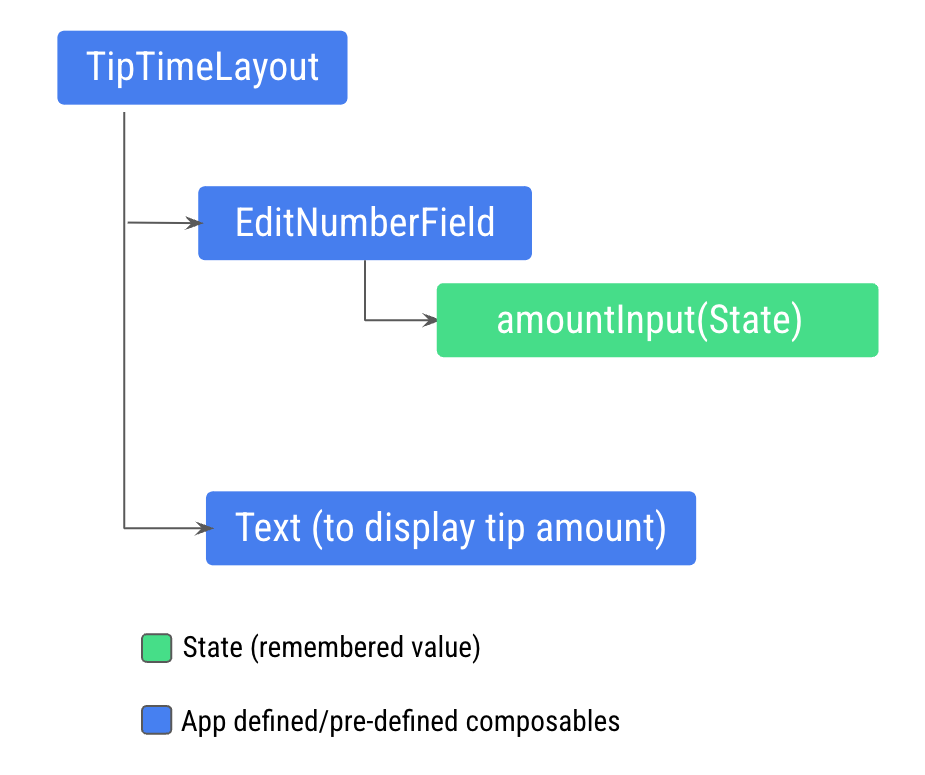 TipTimeLayout
EditNumberField
amountInput(State)
Text (to display tip amount)
State (remembered value)
App defined/pre-defined composables